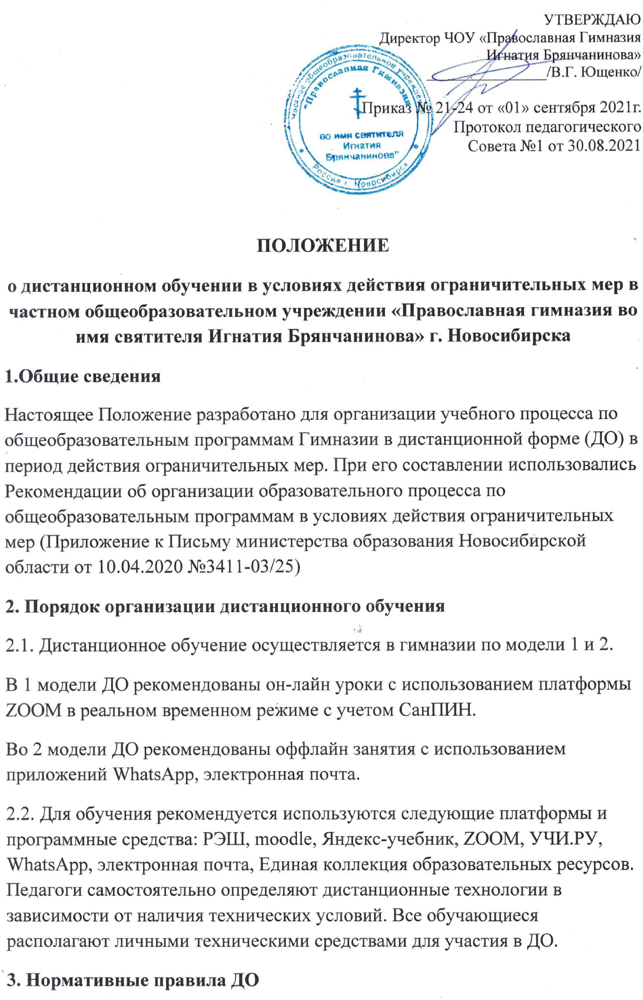 УТВЕРЖДАЮ
Директор ЧОУ «Православная Гимназия
Игнатия Брянчанинова»
/В.Г. Ющенко/
Приказ № 21-24 от «01» сентября 2021г.
Протокол педагогического
Совета №1 от 30.08.2021
Частное общеобразовательное учреждение
"Православная Гимназия
во имя святителя
Игнатия
Брянчанинова"
Россия г. Новосибирск
ПОЛОЖЕНИЕ
о дистанционном обучении в условиях действия ограничительных мер в
частном общеобразовательном учреждении «Православная гимназия во
имя святителя Игнатия Брянчанинова» г. Новосибирска
1.Общие сведения
Настоящее Положение разработано для организации учебного процесса по
общеобразовательным программам Гимназии в дистанционной форме (ДО) в
период действия ограничительных мер. При его составлении использовались
Рекомендации об организации образовательного процесса по
общеобразовательным программам в условиях действия ограничительных
мер (Приложение к Письму министерства образования Новосибирской
области от 10.04.2020 №3411-03/25)
2. Порядок организации дистанционного обучения
2.1. Дистанционное обучение осуществляется в гимназии по модели 1 и 2.
В 1 модели ДО рекомендованы он-лайн уроки с использованием платформы
ZOOM в реальном временном режиме с учетом СанПИН.
Во 2 модели ДО рекомендованы оффлайн занятия с использованием
приложений WhatsApp, электронная почта.
2.2. Для обучения рекомендуется используются следующие платформы и
программные средства: РЭШ, moodle, Яндекс-учебник, ZOOM, УЧИ.РУ,
WhatsApp, электронная почта, Единая коллекция образовательных ресурсов.
Педагоги самостоятельно определяют дистанционные технологии в
зависимости от наличия технических условий. Все обучающиеся
располагают личными техническими средствами для участия в ДО.
3. Нормативные правила ДО